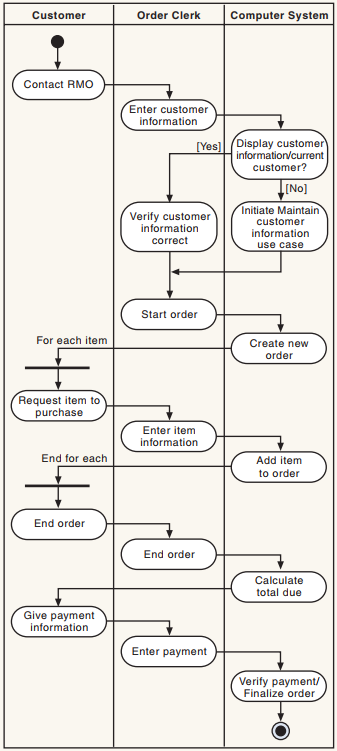 Customer
Order Clerk
Computer System
Contact RMO
Enter customer
information
Display customer
information/current
customer?
[Yes]
[No]
Verify customer
information
correct
Initiate Maintain
customer
information
use case
Start order
Create new
order
For each item
Request item to
purchase
Enter item
information
Add item
to order
End for each
End order
End order
Calculate
total due
Give payment
information
Enter payment
Verify payment/
Finalize order